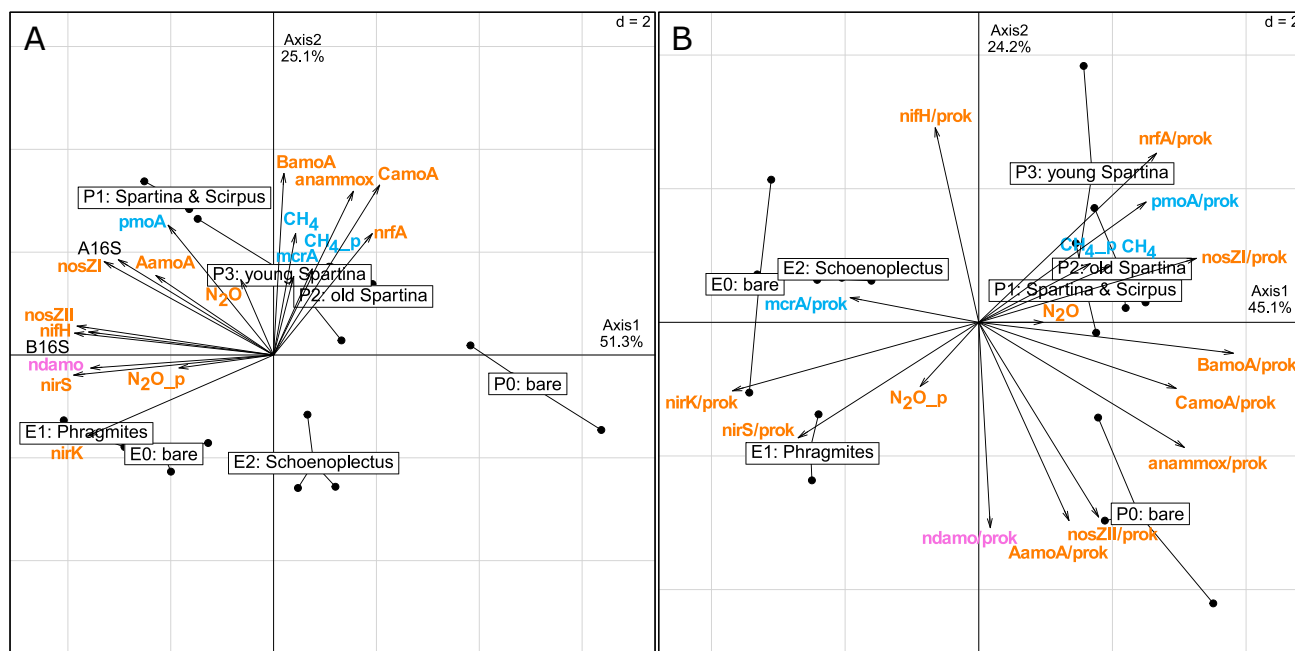 A
d = 2
Axis2
25.1%
BamoA
anammox
CamoA
P1: Spartina & Scirpus
pmoA
CH4
CH4_p
nrfA
A16S
mcrA
nosZI
AamoA
P3: young Spartina
N2O
P2: old Spartina
nosZII
nifH
Axis1
51.3%
B16S
ndamo
nirS
N2O_p
P0: bare
E1: Phragmites
nirK
E0: bare
E2: Schoenoplectus
B
d = 2
Axis2
24.2%
nifH/prok
nrfA/prok
P3: young Spartina
pmoA/prok
CH4_p CH4
nosZI/prok
E2: Schoenoplectus
P2: old Spartina
E0: bare
P1: Spartina & Scirpus
Axis1
45.1%
mcrA/prok
N2O
BamoA/prok
nirK/prok
N2O_p
CamoA/prok
nirS/prok
E1: Phragmites
anammox/prok
P0: bare
ndamo/prok
nosZII/prok
AamoA/prok